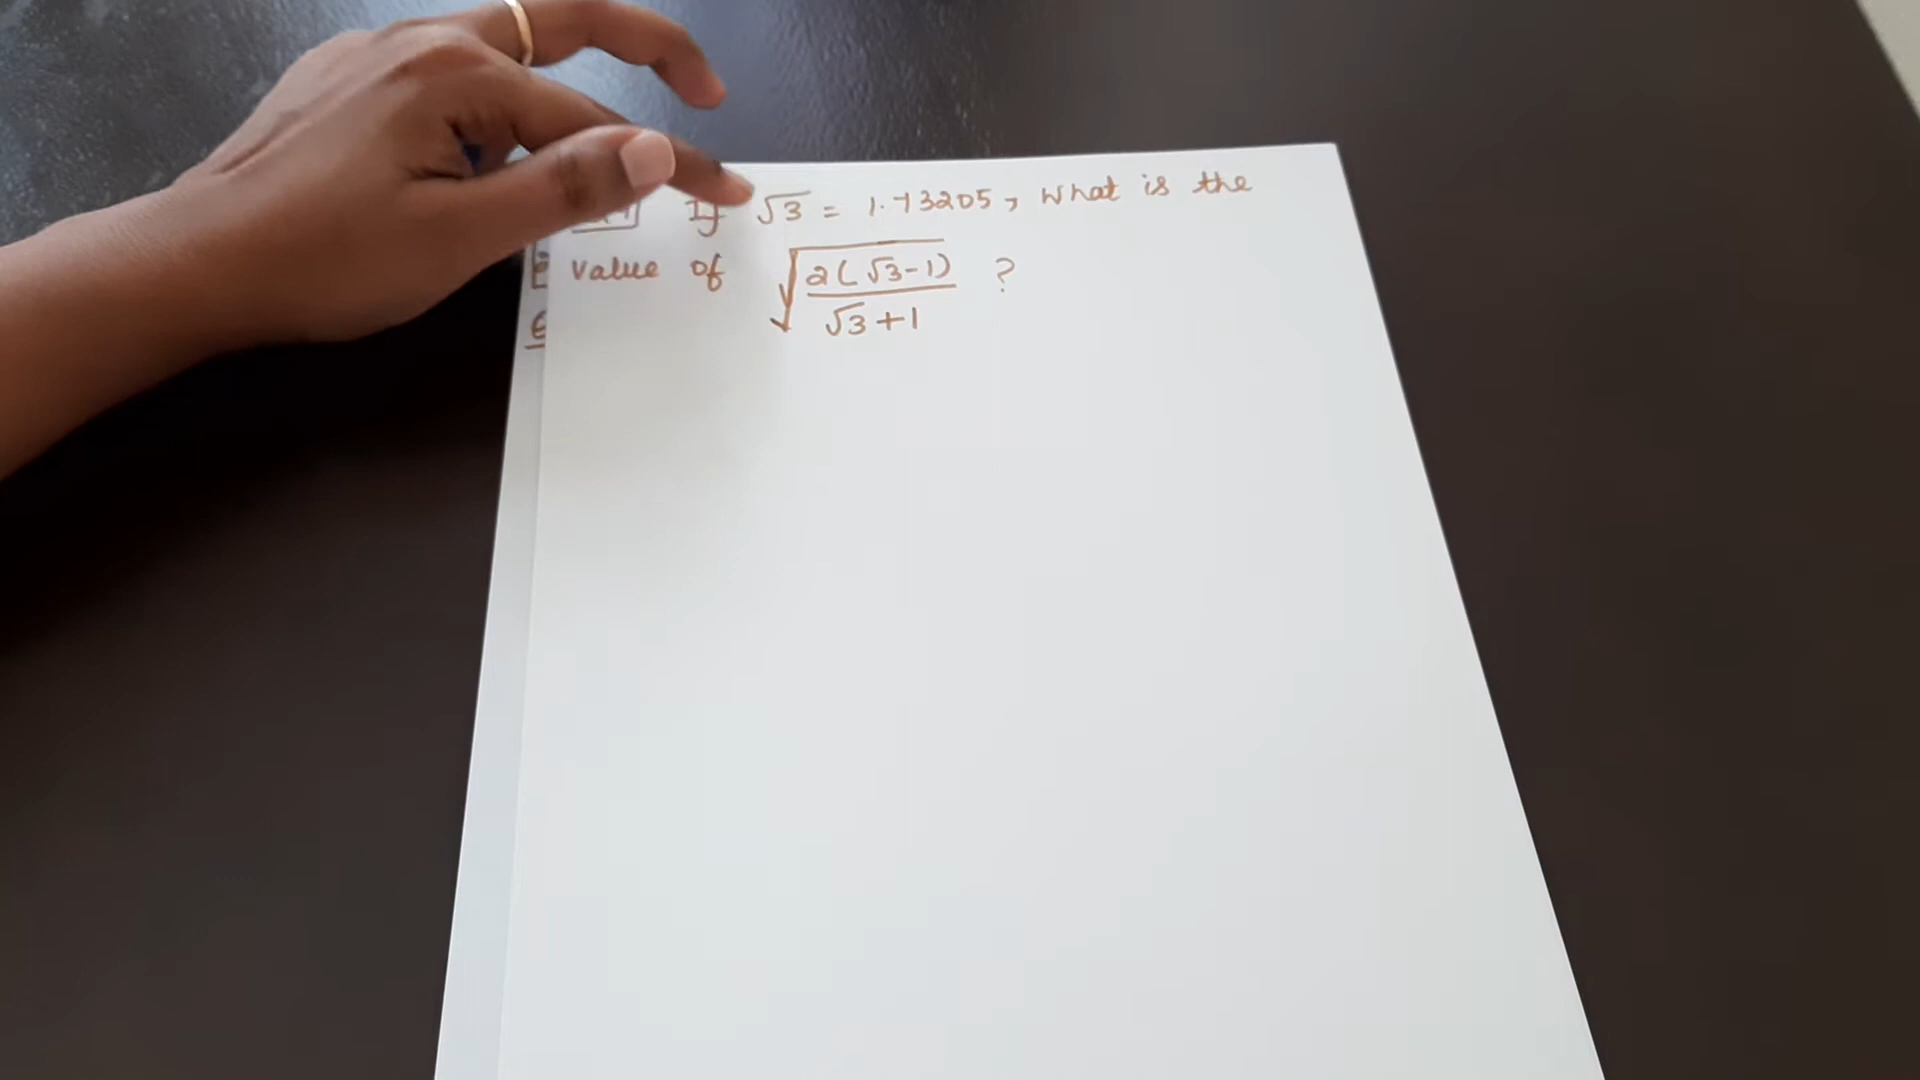 If √3 = 1.73205, what is the
value of √(2(√3-1)/(√3+1)) ?